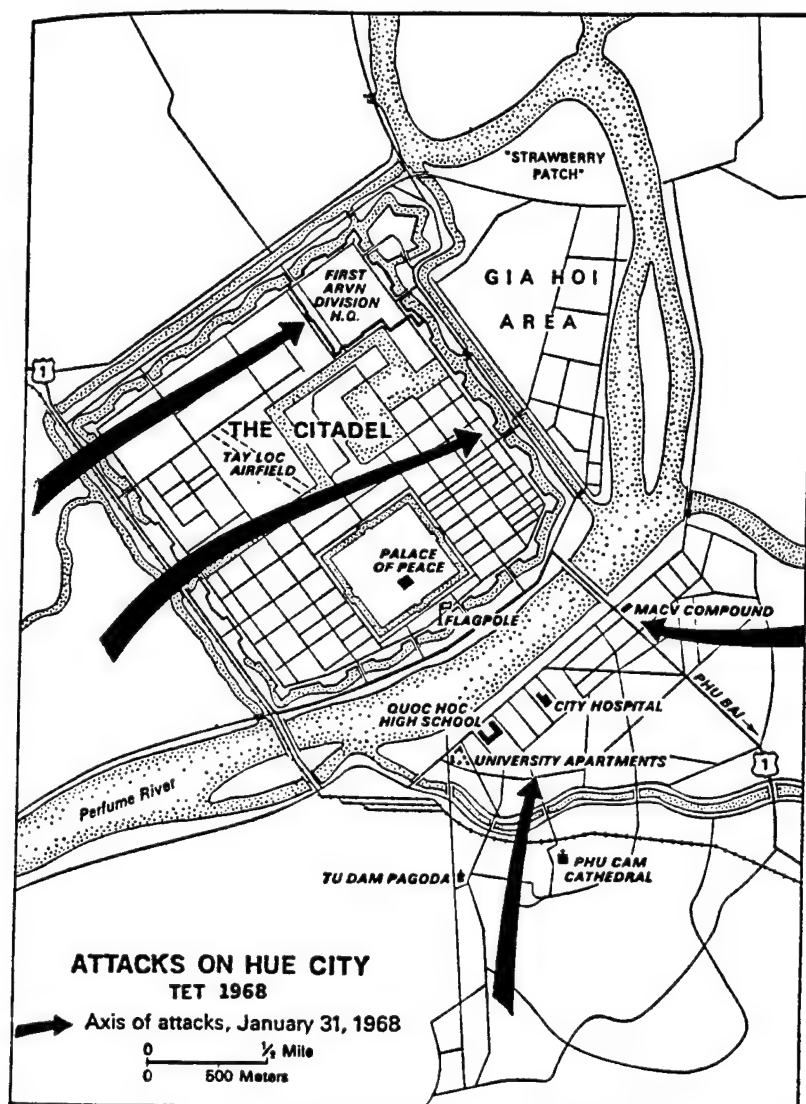 "STRAWBERRY
PATCH"
FIRST
ARVN
DIVISION
H.Q.
GIA HOI
AREA
1
THE CITADEL
TAY LOC
AIRFIELD
PALACE
OF PEACE
FLAGPOLE
MACV COMPOUND
QUOC HOC
HIGH SCHOOL
CITY HOSPITAL
PHU BAI
UNIVERSITY APARTMENTS
1
Perfume River
TU DAM PAGODA
PHU CAM
CATHEDRAL
ATTACKS ON HUE CITY
TET 1968
Axis of attacks, January 31, 1968
0 ½ Mile
0 500 Meters